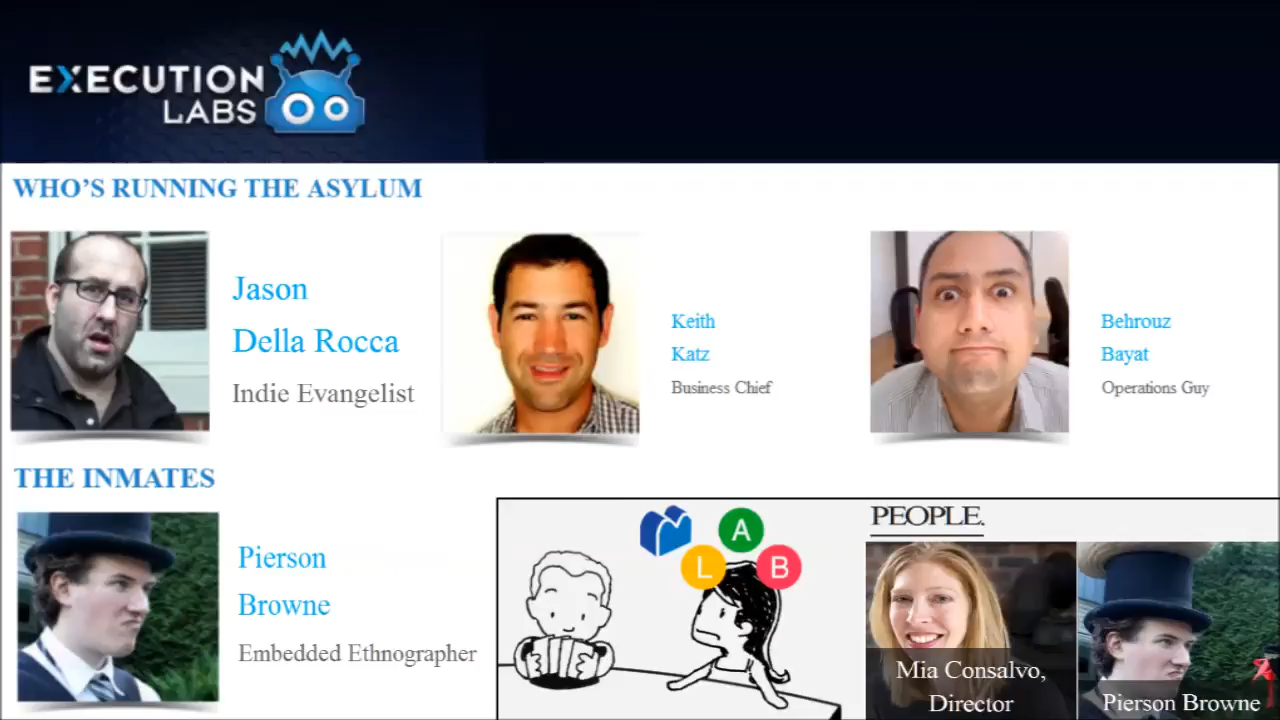 EXECUTION
LABS
WHO'S RUNNING THE ASYLUM
Jason
Della Rocca
Indie Evangelist
Keith
Katz
Business Chief
Behrouz
Bayat
Operations Guy
THE INMATES
Pierson
Browne
Embedded Ethnographer
L A B
PEOPLE.
Mia Consalvo,
Director
Pierson Browne